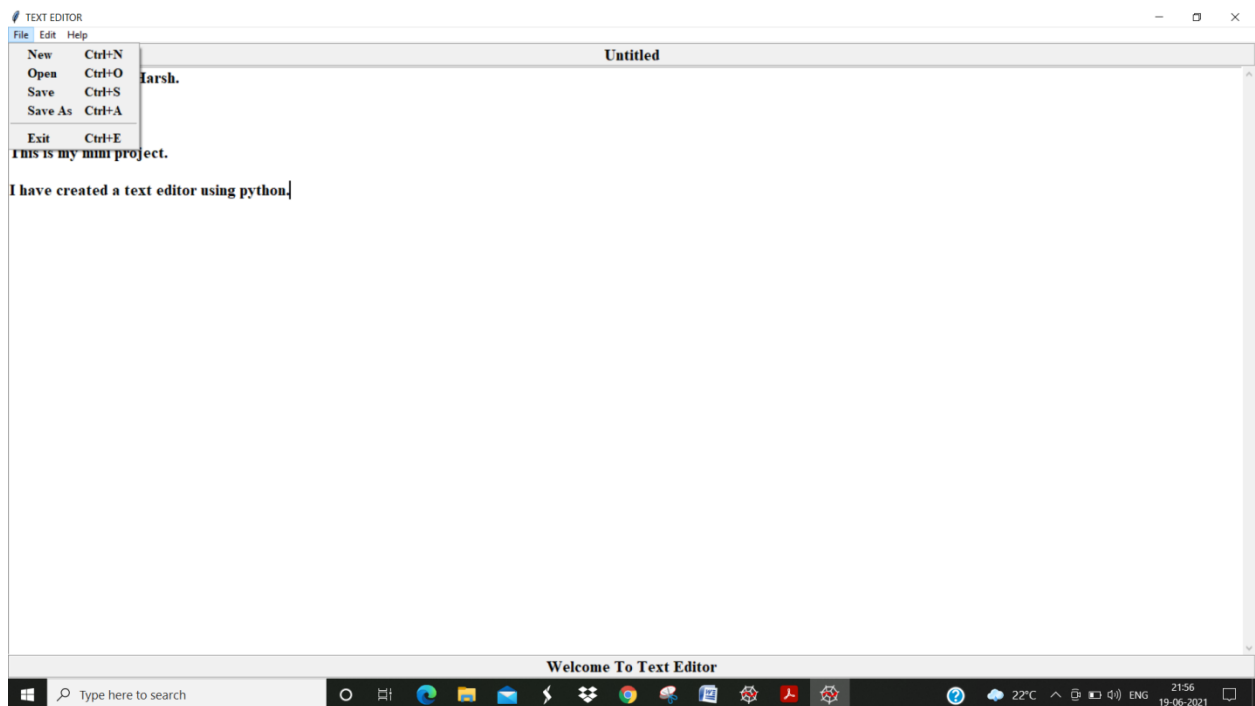 TEXT EDITOR
File Edit Help
Untitled
New Ctrl+N
Open Ctrl+O
Save Ctrl+S
Save As Ctrl+A
Exit Ctrl+E
Harsh.
This is my mini project.
I have created a text editor using python.
Welcome To Text Editor
Type here to search
22°C ENG 21:56
19-06-2021